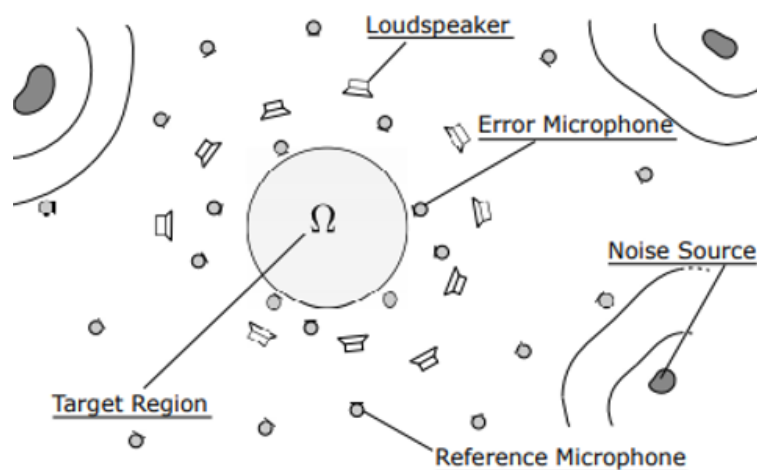 Loudspeaker
Error Microphone
Ω
Noise Source
Target Region
Reference Microphone